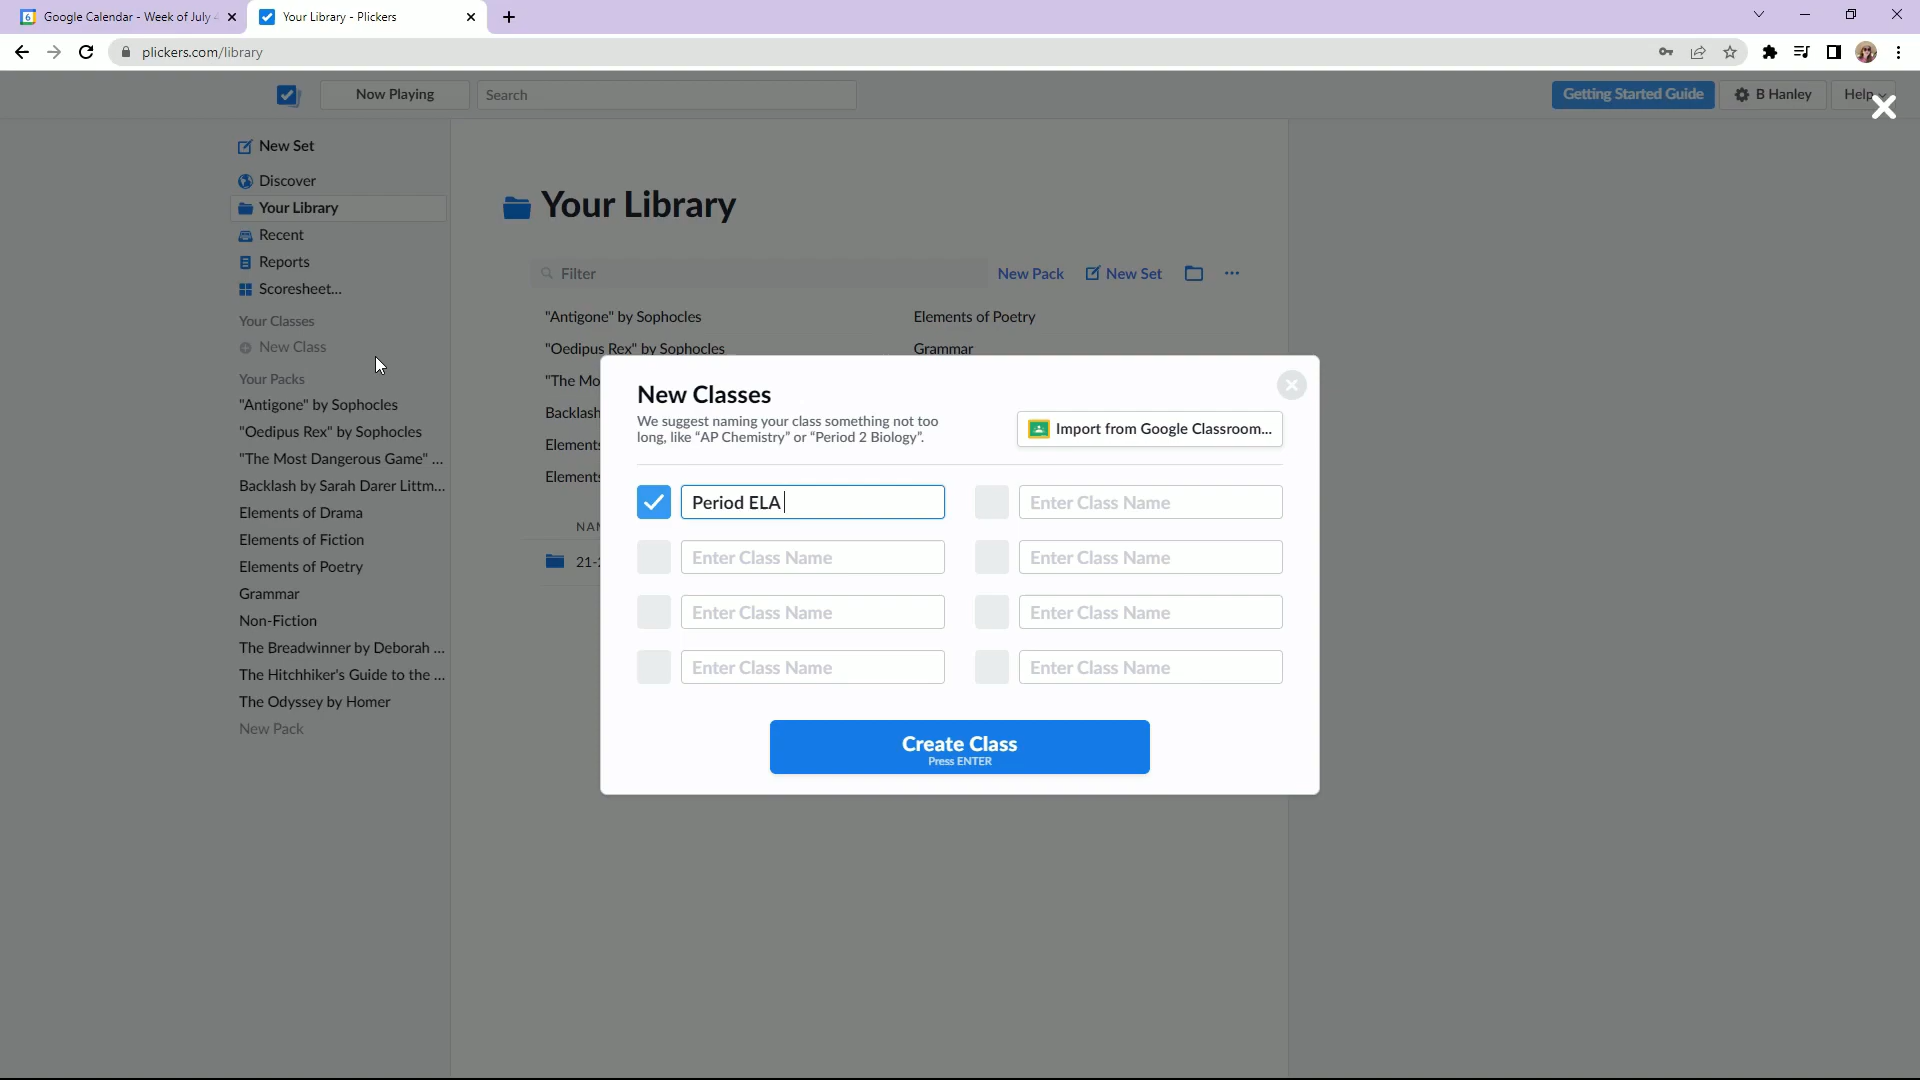 Google Calendar - Week of July
Your Library - Plickers
plickers.com/library
Now Playing
Search
Getting Started Guide
B Hanley
Help
New Set
Discover
Your Library
Recent
Reports
Scoresheet...
Your Classes
New Class
Your Packs
"Antigone" by Sophocles
"Oedipus Rex" by Sophocles
"The Most Dangerous Game" ...
Backlash by Sarah Darer Littm...
Elements of Drama
Elements of Fiction
Elements of Poetry
Grammar
Non-Fiction
The Breadwinner by Deborah ...
The Hitchhiker's Guide to the ...
The Odyssey by Homer
New Pack
Your Library
Filter
New Pack
New Set
"Antigone" by Sophocles
Elements of Poetry
"Oedipus Rex" by Sophocles
Grammar
"The Mo
Backlash
Elements
Elements
NAM
21-2
New Classes
We suggest naming your class something not too
long, like “AP Chemistry” or “Period 2 Biology”.
Import from Google Classroom...
Period ELA
Enter Class Name
Enter Class Name
Enter Class Name
Enter Class Name
Enter Class Name
Enter Class Name
Enter Class Name
Create Class
Press ENTER